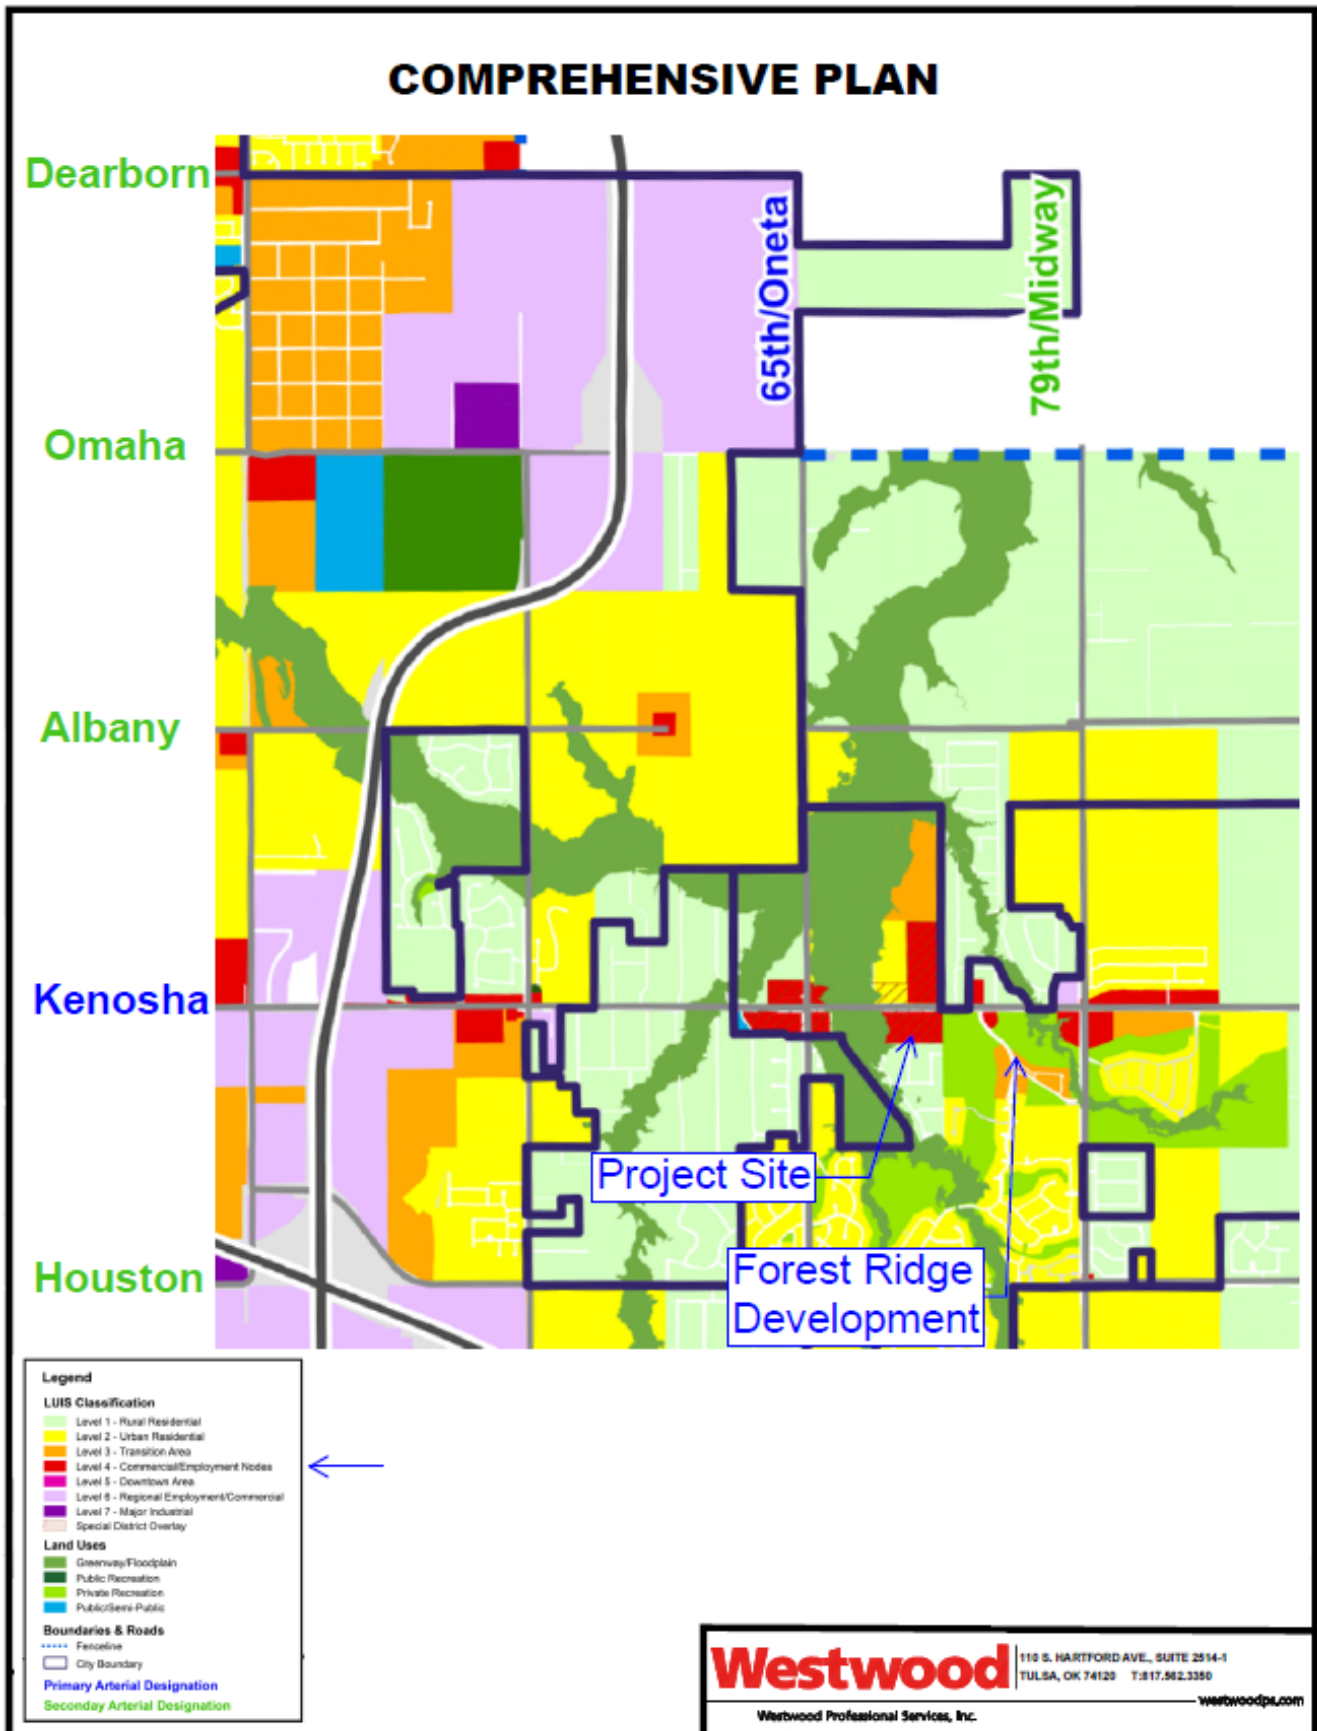 COMPREHENSIVE PLAN
Dearborn
65th/Oneta
79th/Midway
Omaha
Albany
Kenosha
Project Site
Forest Ridge
Development
Houston
Legend
LUIS Classification
Level 1 - Rural Residential
Level 2 - Urban Residential
Level 3 - Transition Area
Level 4 - Commercial/Employment Nodes
Level 5 - Downtown Area
Level 6 - Regional Employment/Commercial
Level 7 - Major Industrial
Special District Overlay
Land Uses
Greenway/Floodplain
Public Recreation
Private Recreation
Public/Semi-Public
Boundaries & Roads
Fenceline
City Boundary
Primary Arterial Designation
Seconday Arterial Designation
Westwood
110 S. HARTFORD AVE., SUITE 2514-1
TULSA, OK 74120 T:817.562.3350
westwoodps.com
Westwood Professional Services, Inc.